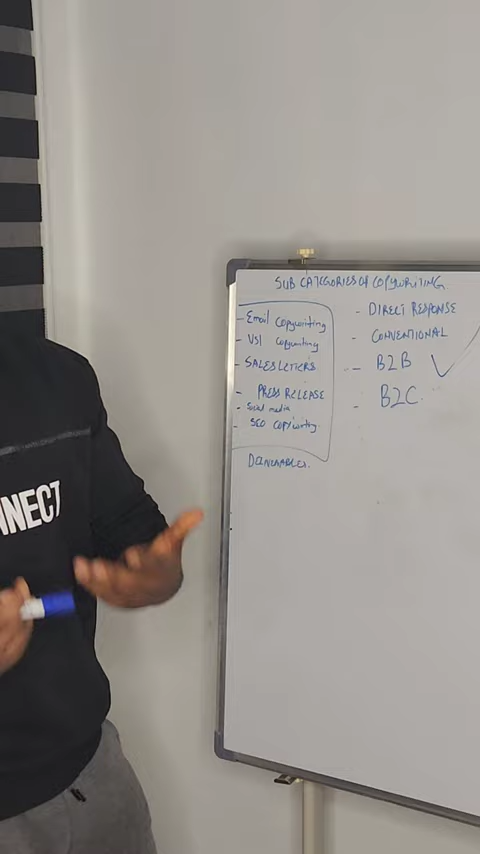 SUB CATEGORIES OF COPYWRITING
- Email Copywriting
- VSl Copywriting
- SALES LETTERS
- PRESS RELEASE
- Social media
- SEO COPYwriting
- DIRECT RESPONSE
- CONVENTIONAL
- B2B
- B2C.
NNECT